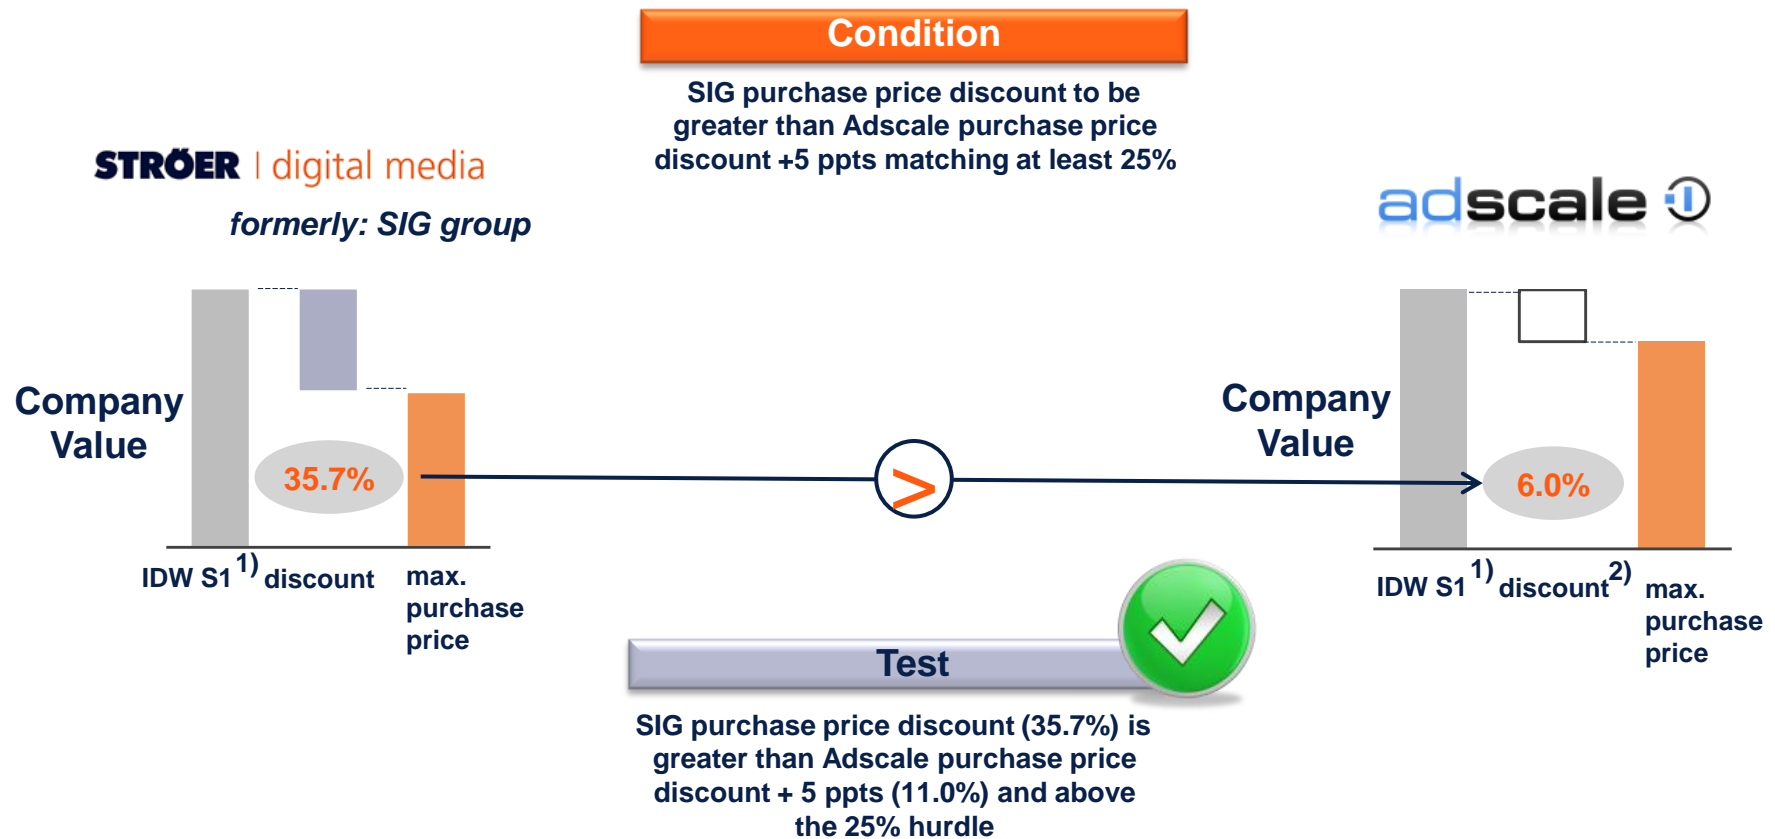 Condition
SIG purchase price discount to be
greater than Adscale purchase price
discount +5 ppts matching at least 25%
STRÖER | digital media
formerly: SIG group
adscale
Company
Value
35.7%
IDW S1 1) discount
max.
purchase
price
>
Company
Value
6.0%
IDW S1 1) discount 2)
max.
purchase
price
Test
SIG purchase price discount (35.7%) is
greater than Adscale purchase price
discount + 5 ppts (11.0%) and above
the 25% hurdle